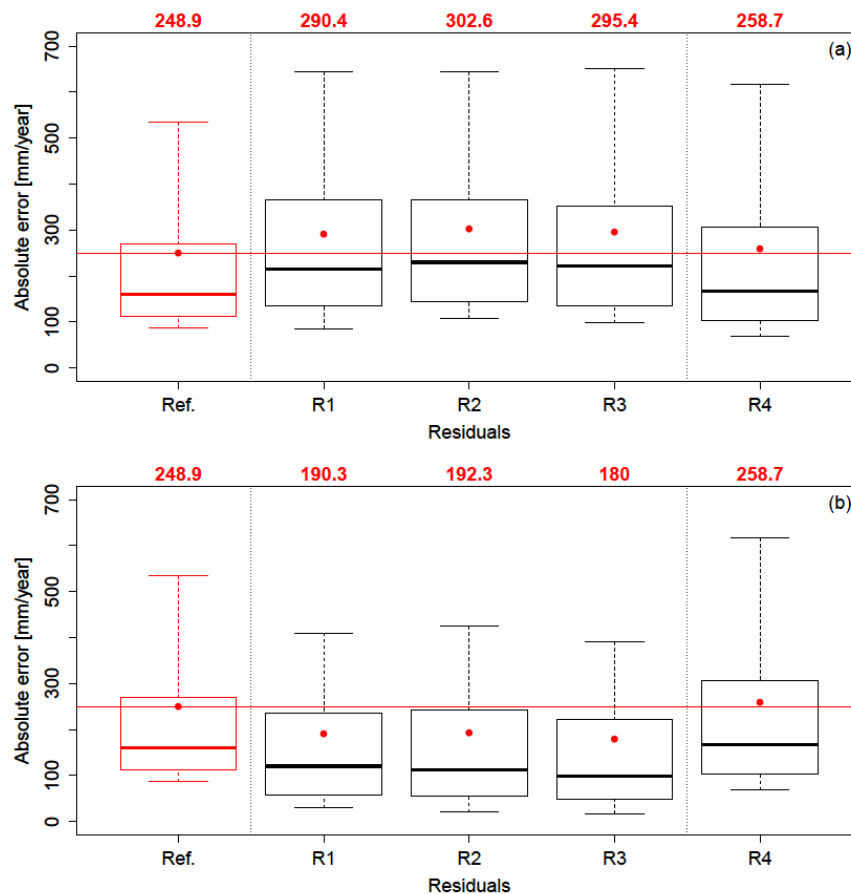 248.9 290.4 302.6 295.4 258.7
(a)
700
500
300
100
0
Absolute error [mm/year]
Ref. R1 R2 R3 R4
Residuals
248.9 190.3 192.3 180 258.7
(b)
700
500
300
100
0
Absolute error [mm/year]
Ref. R1 R2 R3 R4
Residuals